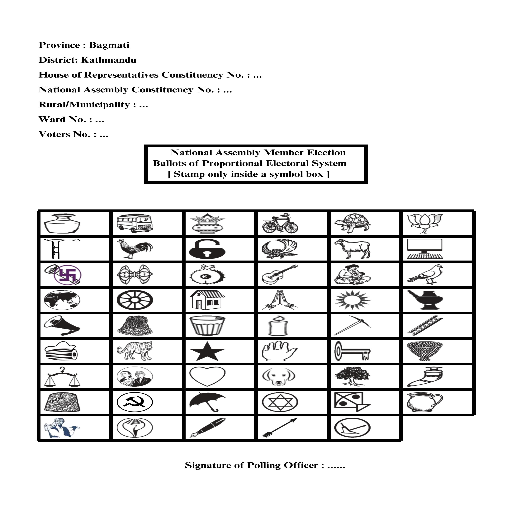 Province : Bagmati
District: Kathmandu
House of Representatives Constituency No. : ...
National Assembly Constituency No. : ...
Rural/Municipality : ...
Ward No. : ...
Voters No. : ...
National Assembly Member Election
Ballots of Proportional Electoral System
[ Stamp only inside a symbol box ]
Signature of Polling Officer : ......